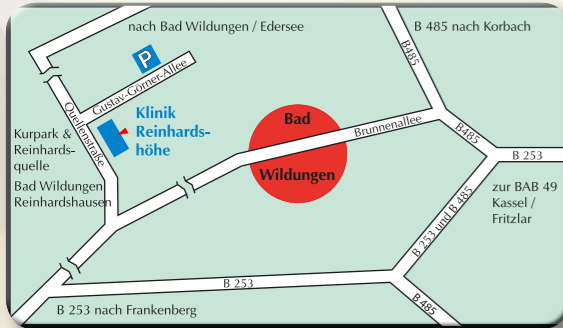 nach Bad Wildungen / Edersee
B 485 nach Korbach
B485
P
Gustav-Görner-Allee
Quellenstraße
Klinik
Reinhards-
höhe
Bad
Wildungen
Brunnenallee
B485
B 253
Kurpark &
Reinhards-
quelle
Bad Wildungen
Reinhardshausen
zur BAB 49
Kassel /
Fritzlar
B 253 und B 485
B 253
B 485
B 253 nach Frankenberg